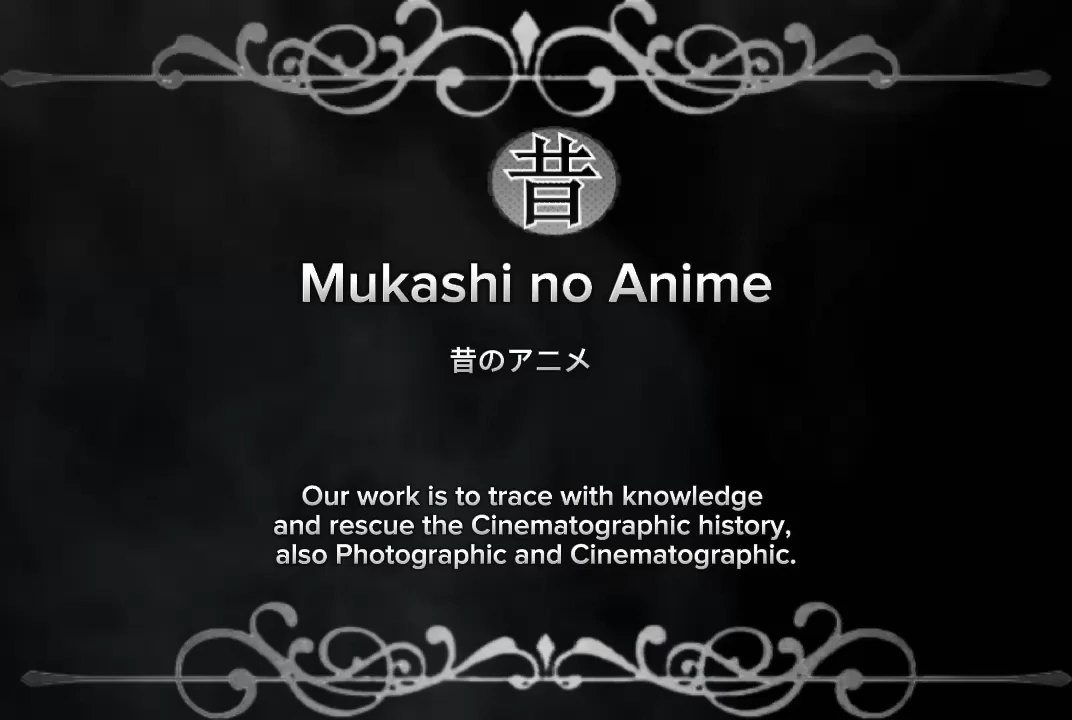 昔
Mukashi no Anime
昔のアニメ
Our work is to trace with knowledge
and rescue the Cinematographic history,
also Photographic and Cinematographic.